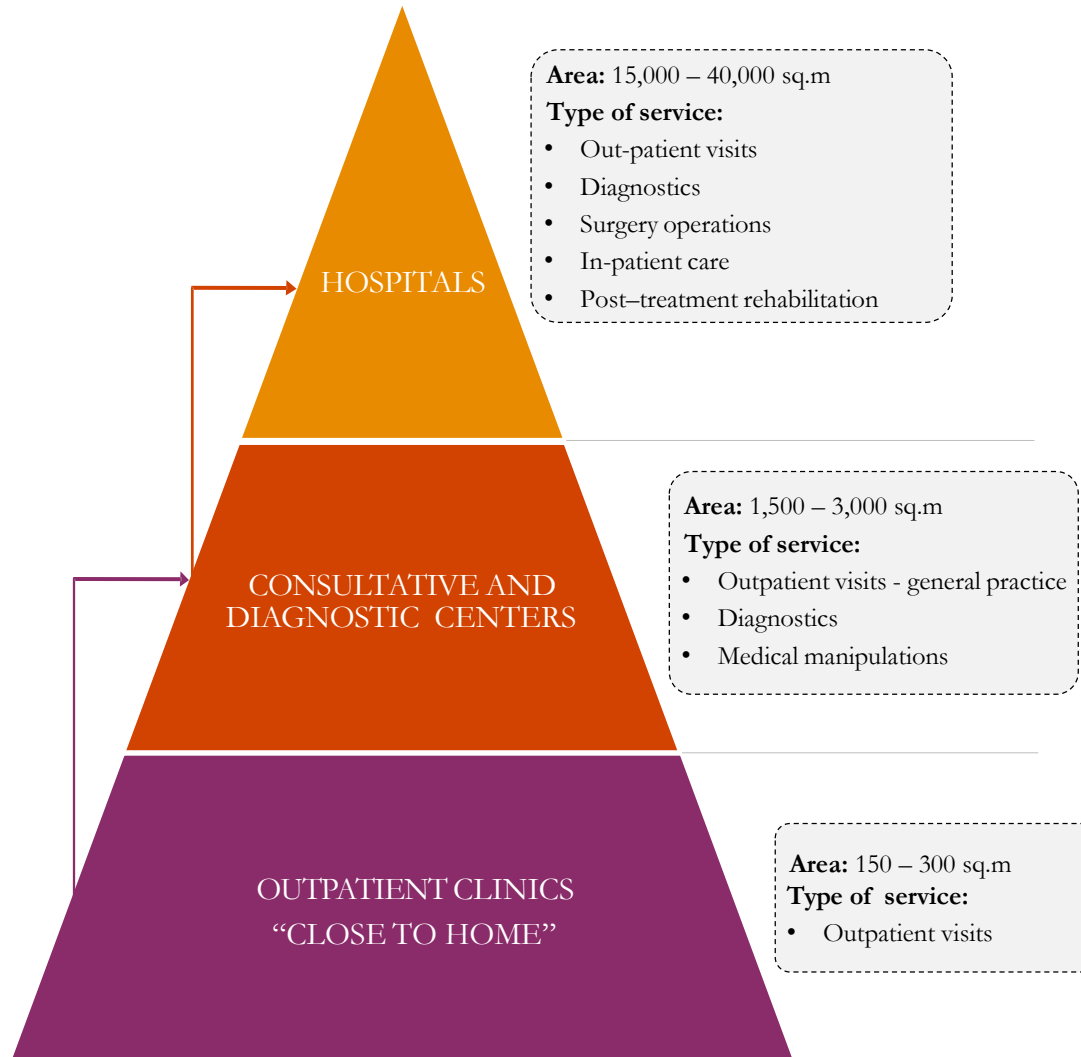 Area: 15,000 – 40,000 sq.m
Type of service:
• Out-patient visits
• Diagnostics
• Surgery operations
• In-patient care
• Post–treatment rehabilitation
HOSPITALS
Area: 1,500 – 3,000 sq.m
Type of service:
• Outpatient visits - general practice
• Diagnostics
• Medical manipulations
CONSULTATIVE AND
DIAGNOSTIC CENTERS
Area: 150 – 300 sq.m
Type of service:
• Outpatient visits
OUTPATIENT CLINICS
“CLOSE TO HOME”